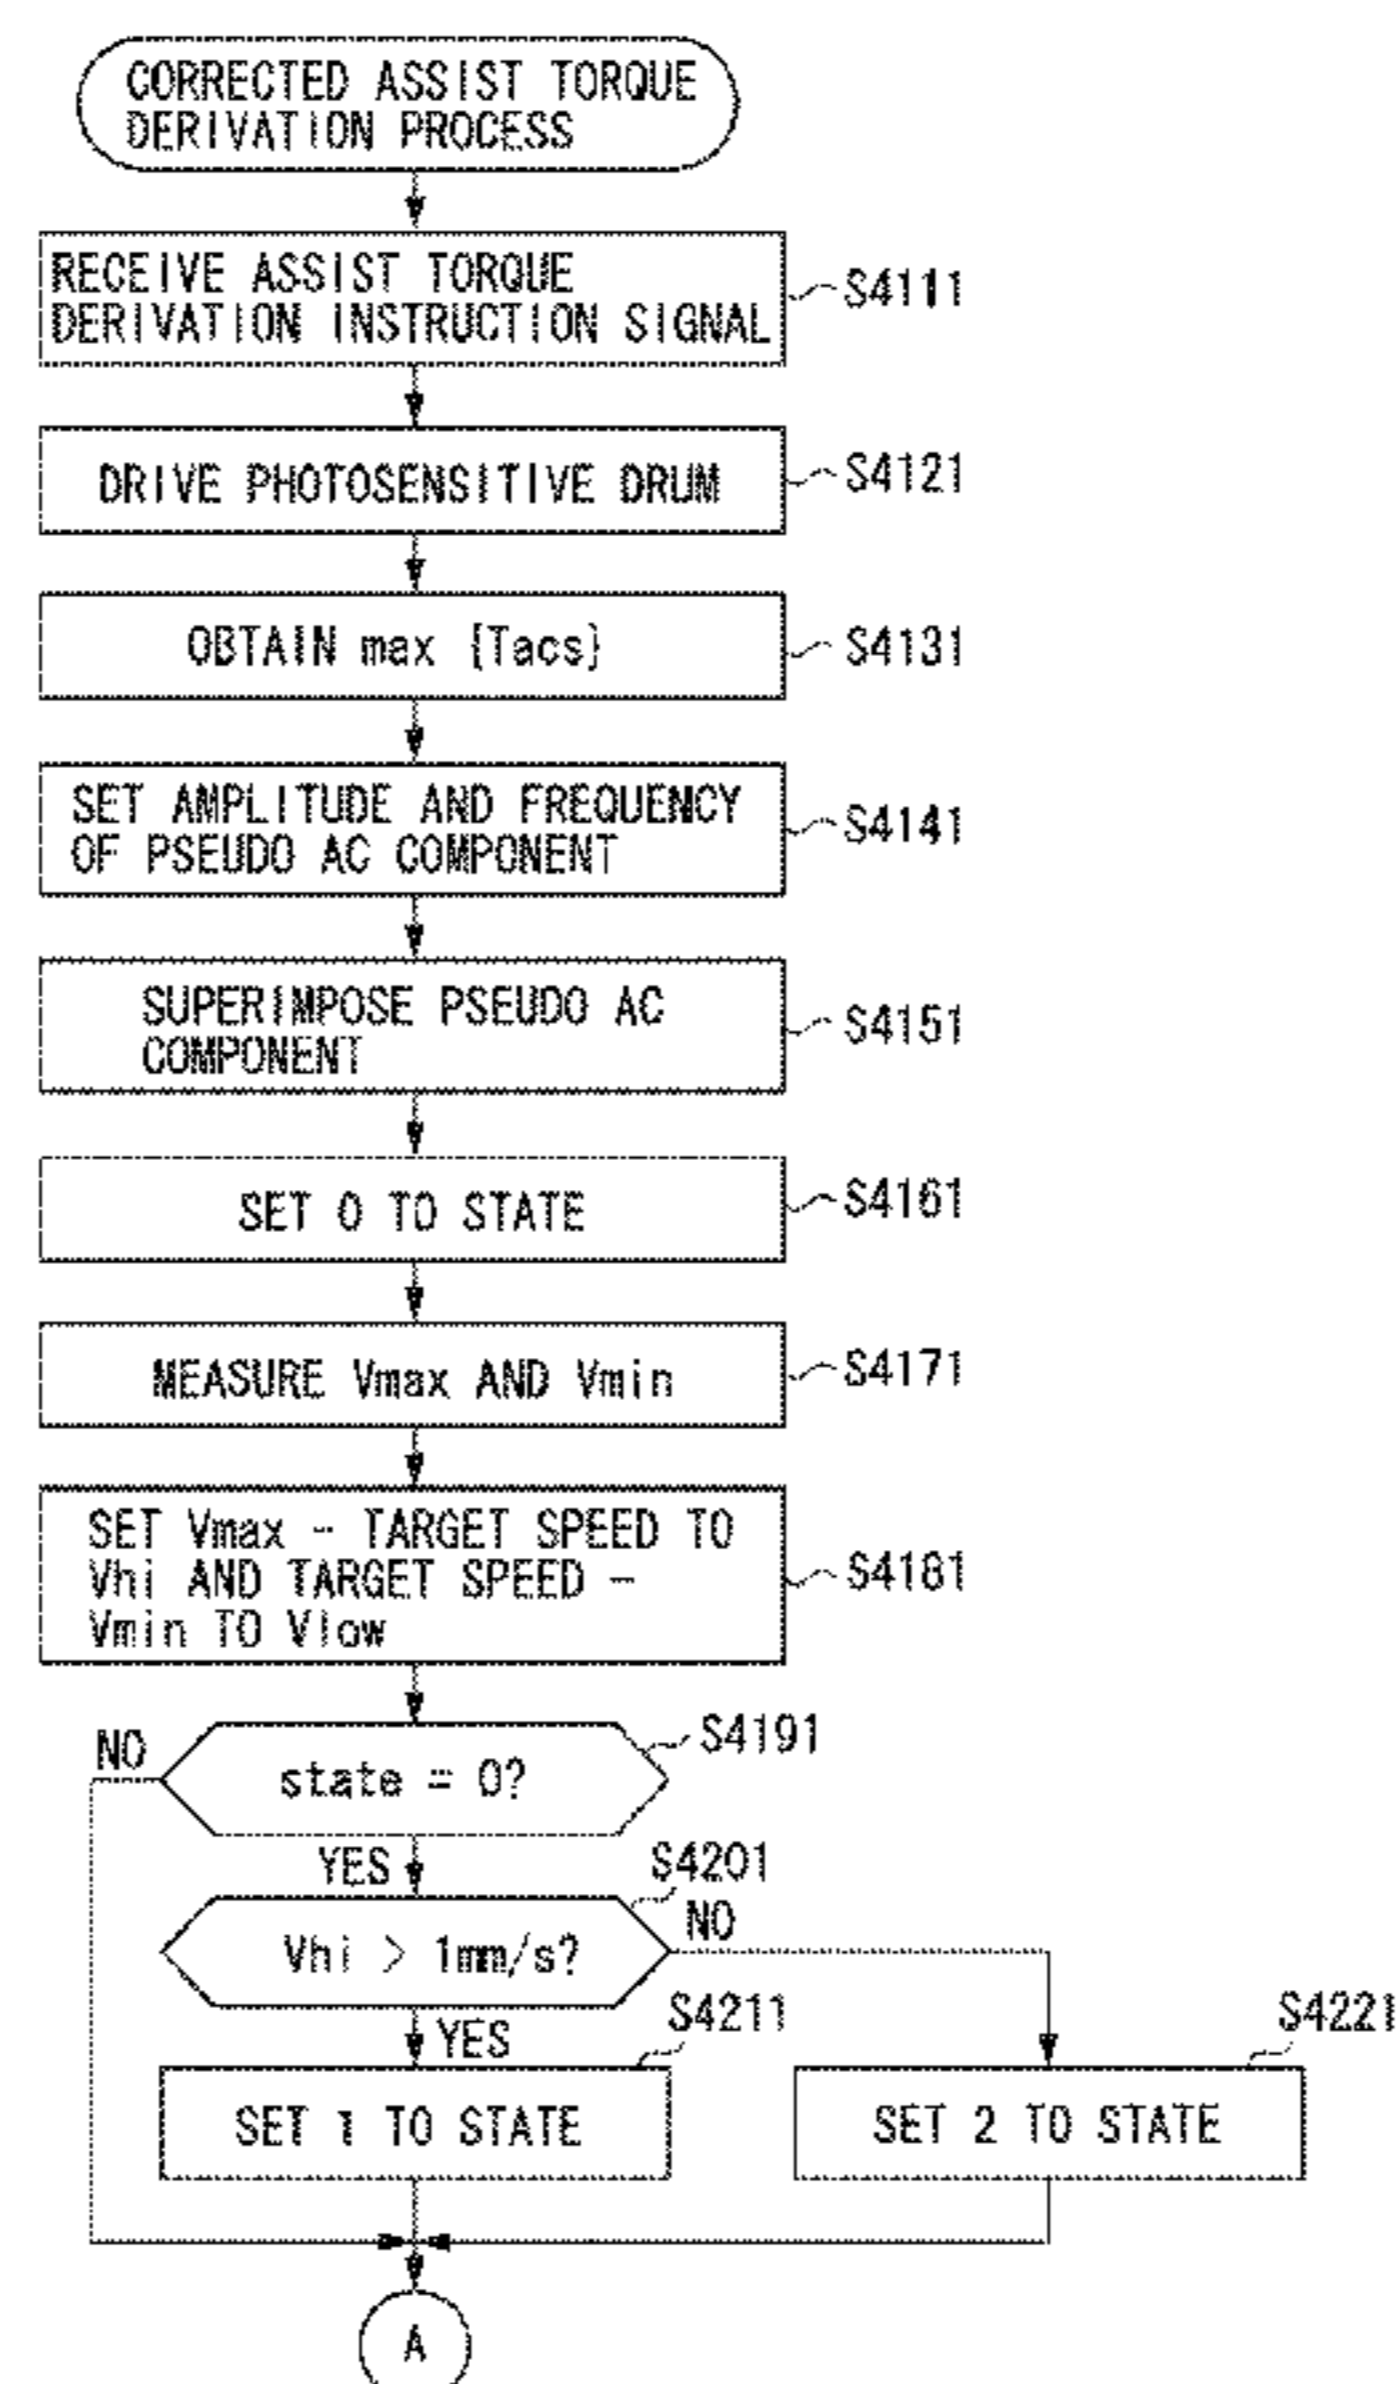 CORRECTED ASSIST TORQUE
DERIVATION PROCESS
RECEIVE ASSIST TORQUE
DERIVATION INSTRUCTION SIGNAL
S4111
DRIVE PHOTOSENSITIVE DRUM
S4121
OBTAIN max {Tacs}
S4131
SET AMPLITUDE AND FREQUENCY
OF PSEUDO AC COMPONENT
S4141
SUPERIMPOSE PSEUDO AC
COMPONENT
S4151
SET 0 TO STATE
S4161
MEASURE Vmax AND Vmin
S4171
SET Vmax - TARGET SPEED TO
Vhi AND TARGET SPEED -
Vmin TO Vlow
S4181
S4191
NO
state = 0?
YES
S4201
NO
Vhi > 1mm/s?
YES
S4211
S4221
SET 1 TO STATE
SET 2 TO STATE
A